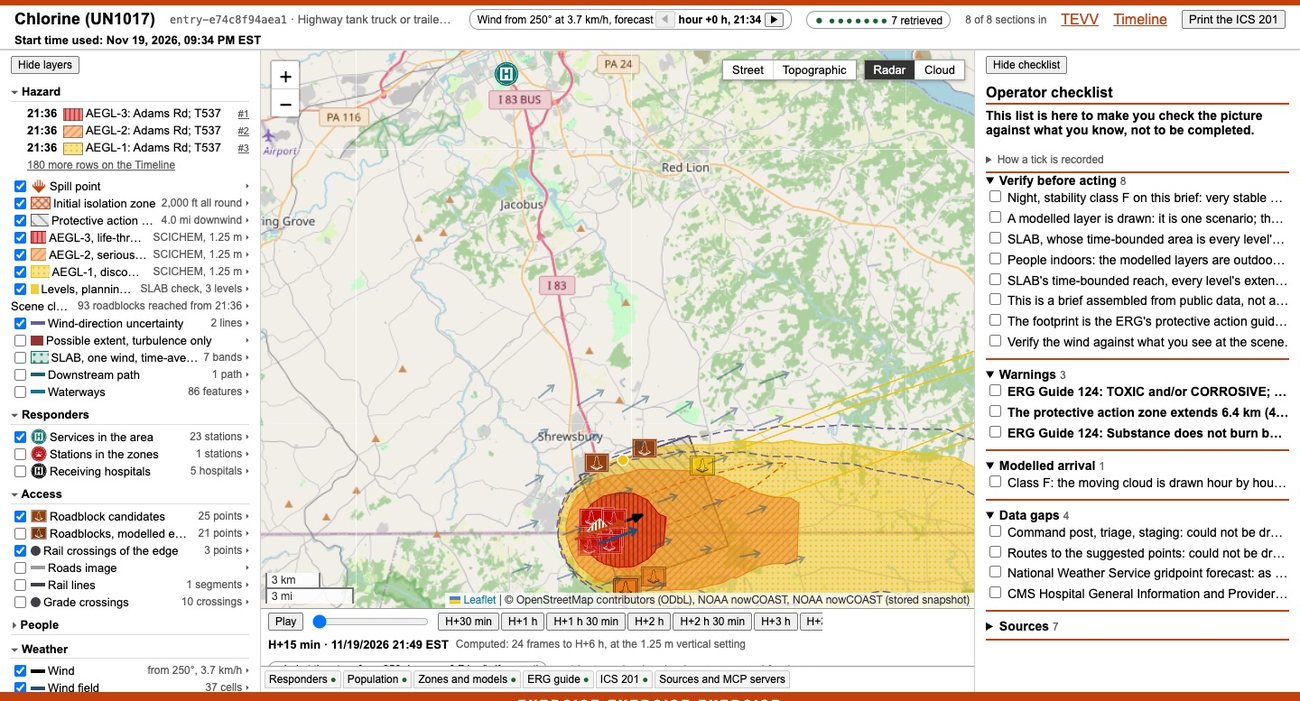 Chlorine (UN1017) entry-e74c8f94aea1 · Highway tank truck or traile…
Wind from 250° at 3.7 km/h, forecast ◀ hour +0 h, 21:34 ▶
7 retrieved
8 of 8 sections in
TEVV
Timeline
Print the ICS 201
Start time used: Nov 19, 2026, 09:34 PM EST
Hide layers
Hazard
21:36 AEGL-3: Adams Rd; T537 #1
21:36 AEGL-2: Adams Rd; T537 #2
21:36 AEGL-1: Adams Rd; T537 #3
180 more rows on the Timeline
Spill point
Initial isolation zone 2,000 ft all round
Protective action … 4.0 mi downwind
AEGL-3, life-thr… SCICHEM, 1.25 m
AEGL-2, serious… SCICHEM, 1.25 m
AEGL-1, disco… SCICHEM, 1.25 m
Levels, plannin… SLAB check, 3 levels
Scene cl… 93 roadblocks reached from 21:36
Wind-direction uncertainty 2 lines
Possible extent, turbulence only
SLAB, one wind, time-ave… 7 bands
Downstream path 1 path
Waterways 86 features
Responders
Services in the area 23 stations
Stations in the zones 1 stations
Receiving hospitals 5 hospitals
Access
Roadblock candidates 25 points
Roadblocks, modelled e… 21 points
Rail crossings of the edge 3 points
Roads image
Rail lines 1 segments
Grade crossings 10 crossings
People
Weather
Wind from 250°, 3.7 km/h
Wind field 37 cells
+
−
Street
Topographic
Radar
Cloud
H
PA 24
I 83 BUS
PA 116
Airport
Red Lion
Jacobus
ing Grove
I 83
Shrewsbury
3 km
3 mi
Leaflet | © OpenStreetMap contributors (ODbL), NOAA nowCOAST, NOAA nowCOAST (stored snapshot)
Play
H+30 min
H+1 h
H+1 h 30 min
H+2 h
H+2 h 30 min
H+3 h
H+15 min · 11/19/2026 21:49 EST Computed: 24 frames to H+6 h, at the 1.25 m vertical setting
Responders
Population
Zones and models
ERG guide
ICS 201
Sources and MCP servers
Hide checklist
Operator checklist
This list is here to make you check the picture
against what you know, not to be completed.
How a tick is recorded
Verify before acting 8
Night, stability class F on this brief: very stable …
A modelled layer is drawn: it is one scenario; th…
SLAB, whose time-bounded area is every level'…
People indoors: the modelled layers are outdoo…
SLAB's time-bounded reach, every level's exten…
This is a brief assembled from public data, not a…
The footprint is the ERG's protective action guid…
Verify the wind against what you see at the scene.
Warnings 3
ERG Guide 124: TOXIC and/or CORROSIVE; …
The protective action zone extends 6.4 km (4…
ERG Guide 124: Substance does not burn b…
Modelled arrival 1
Class F: the moving cloud is drawn hour by hou…
Data gaps 4
Command post, triage, staging: could not be dr…
Routes to the suggested points: could not be dr…
National Weather Service gridpoint forecast: as …
CMS Hospital General Information and Provider…
Sources 7